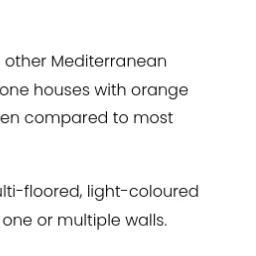 other Mediterranean
one houses with orange
en compared to most
lti-floored, light-coloured
one or multiple walls.